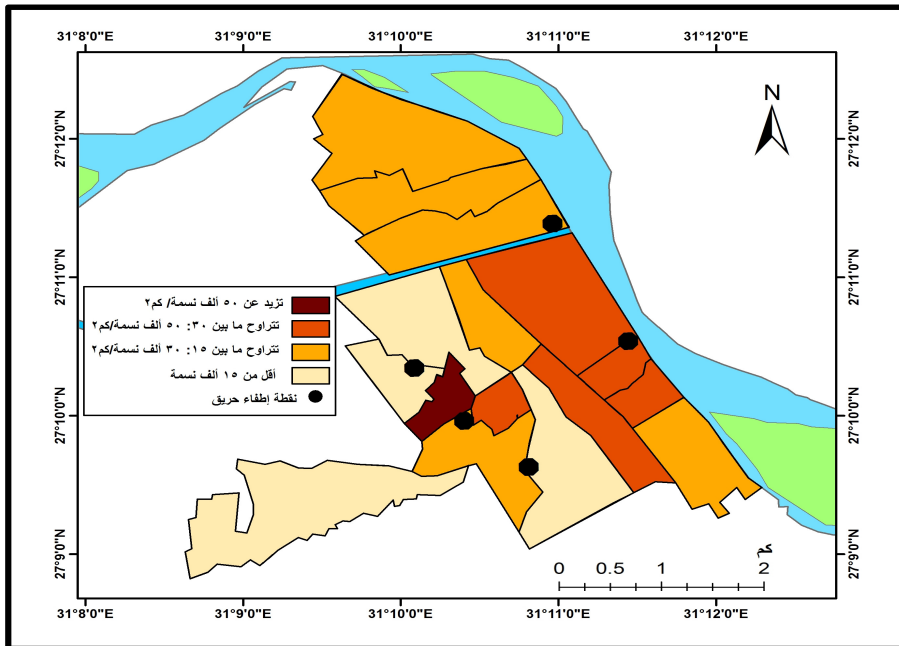 31°8'0"E 31°9'0"E 31°10'0"E 31°11'0"E 31°12'0"E
N
27°12'0"N 27°12'0"N
27°11'0"N 27°11'0"N
تزيد عن ٥٠ ألف نسمة/ كم٢
تتراوح ما بين ٣٠: ٥٠ ألف نسمة/كم٢
تتراوح ما بين ١٥: ٣٠ ألف نسمة/كم٢
أقل من ١٥ ألف نسمة
نقطة إطفاء حريق
27°10'0"N 27°10'0"N
27°9'0"N 27°9'0"N
كم
0 0.5 1 2
31°8'0"E 31°9'0"E 31°10'0"E 31°11'0"E 31°12'0"E